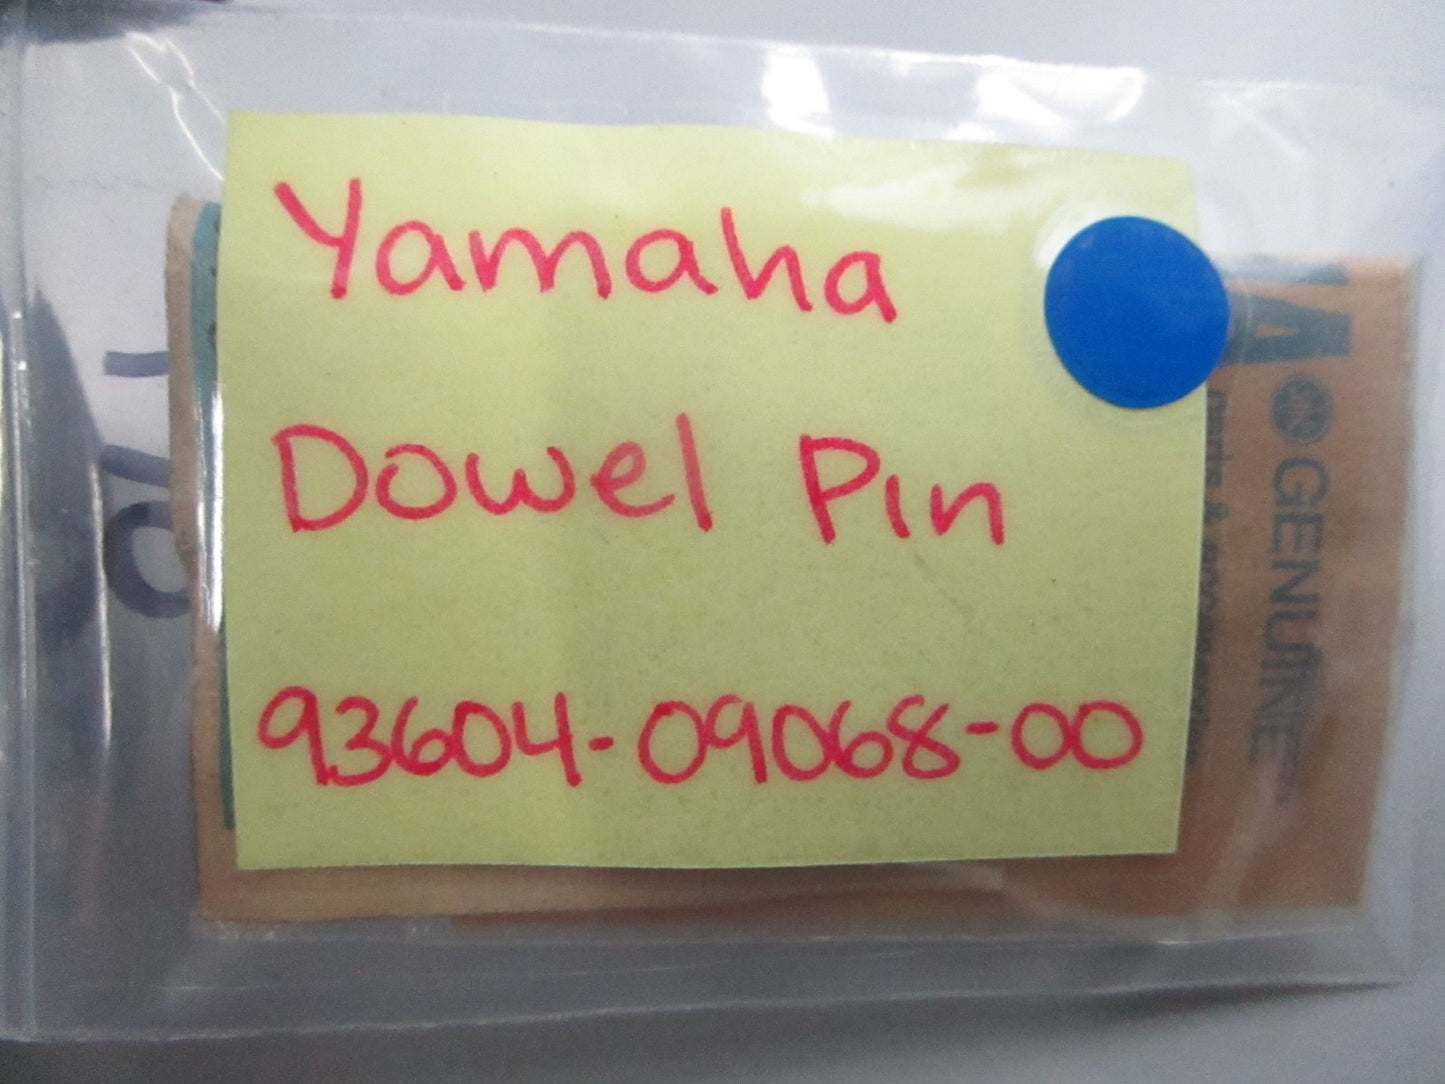 Yamaha
Dowel Pin
93604-09068-00
GENUINE